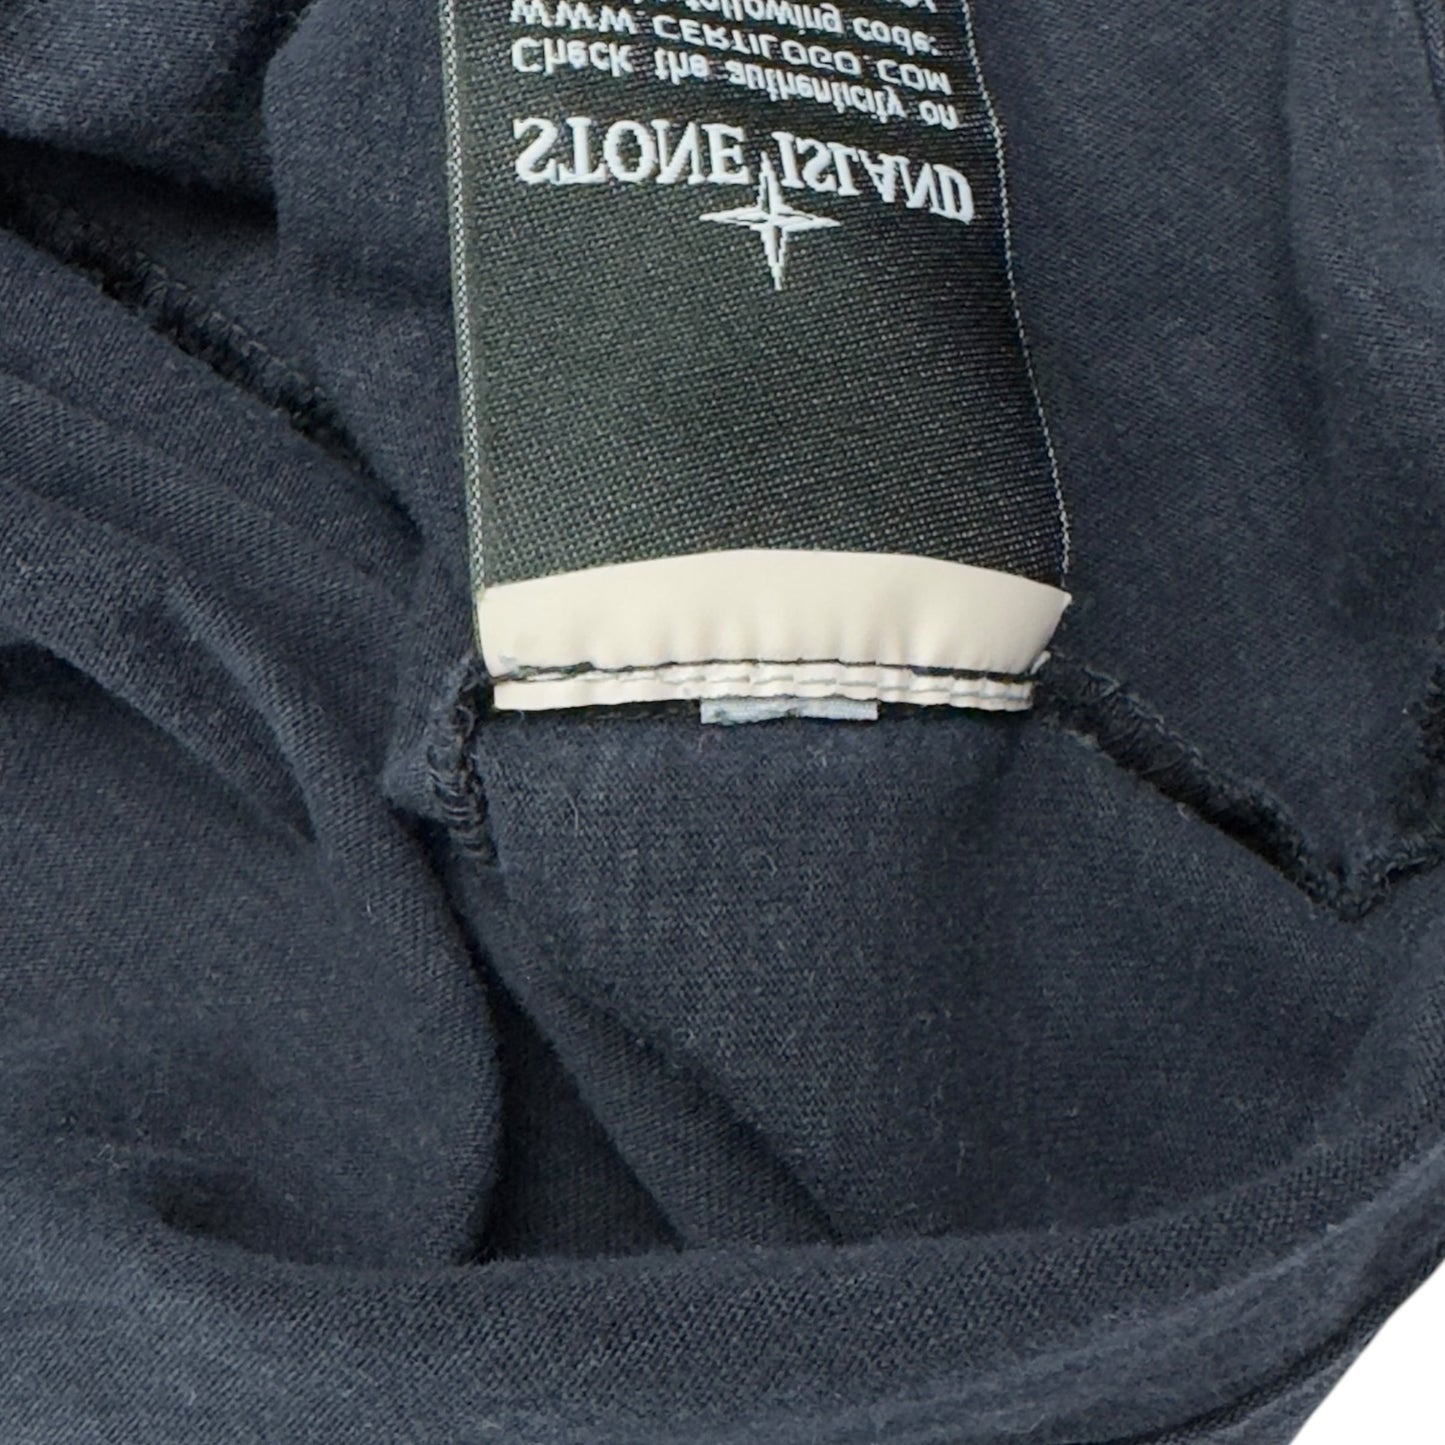 STONE ISLAND
Check the authenticity on
WWW.CERTILOGO.COM
following code: